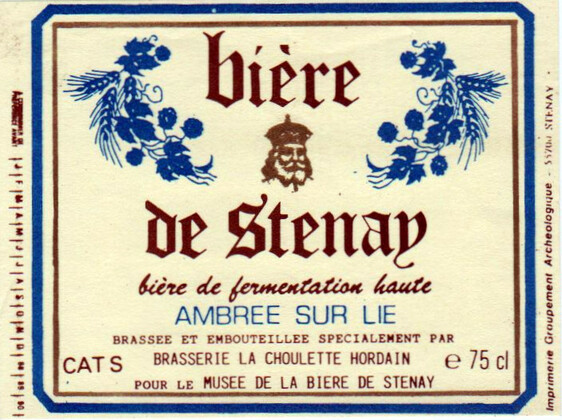 bière
de Stenay
bière de fermentation haute
AMBREE SUR LIE
BRASSEE ET EMBOUTEILLEE SPECIALEMENT PAR
CAT S BRASSERIE LA CHOULETTE HORDAIN e 75 cl
POUR LE MUSEE DE LA BIERE DE STENAY
Imprimerie Groupement Archeologique - 55700 STENAY -